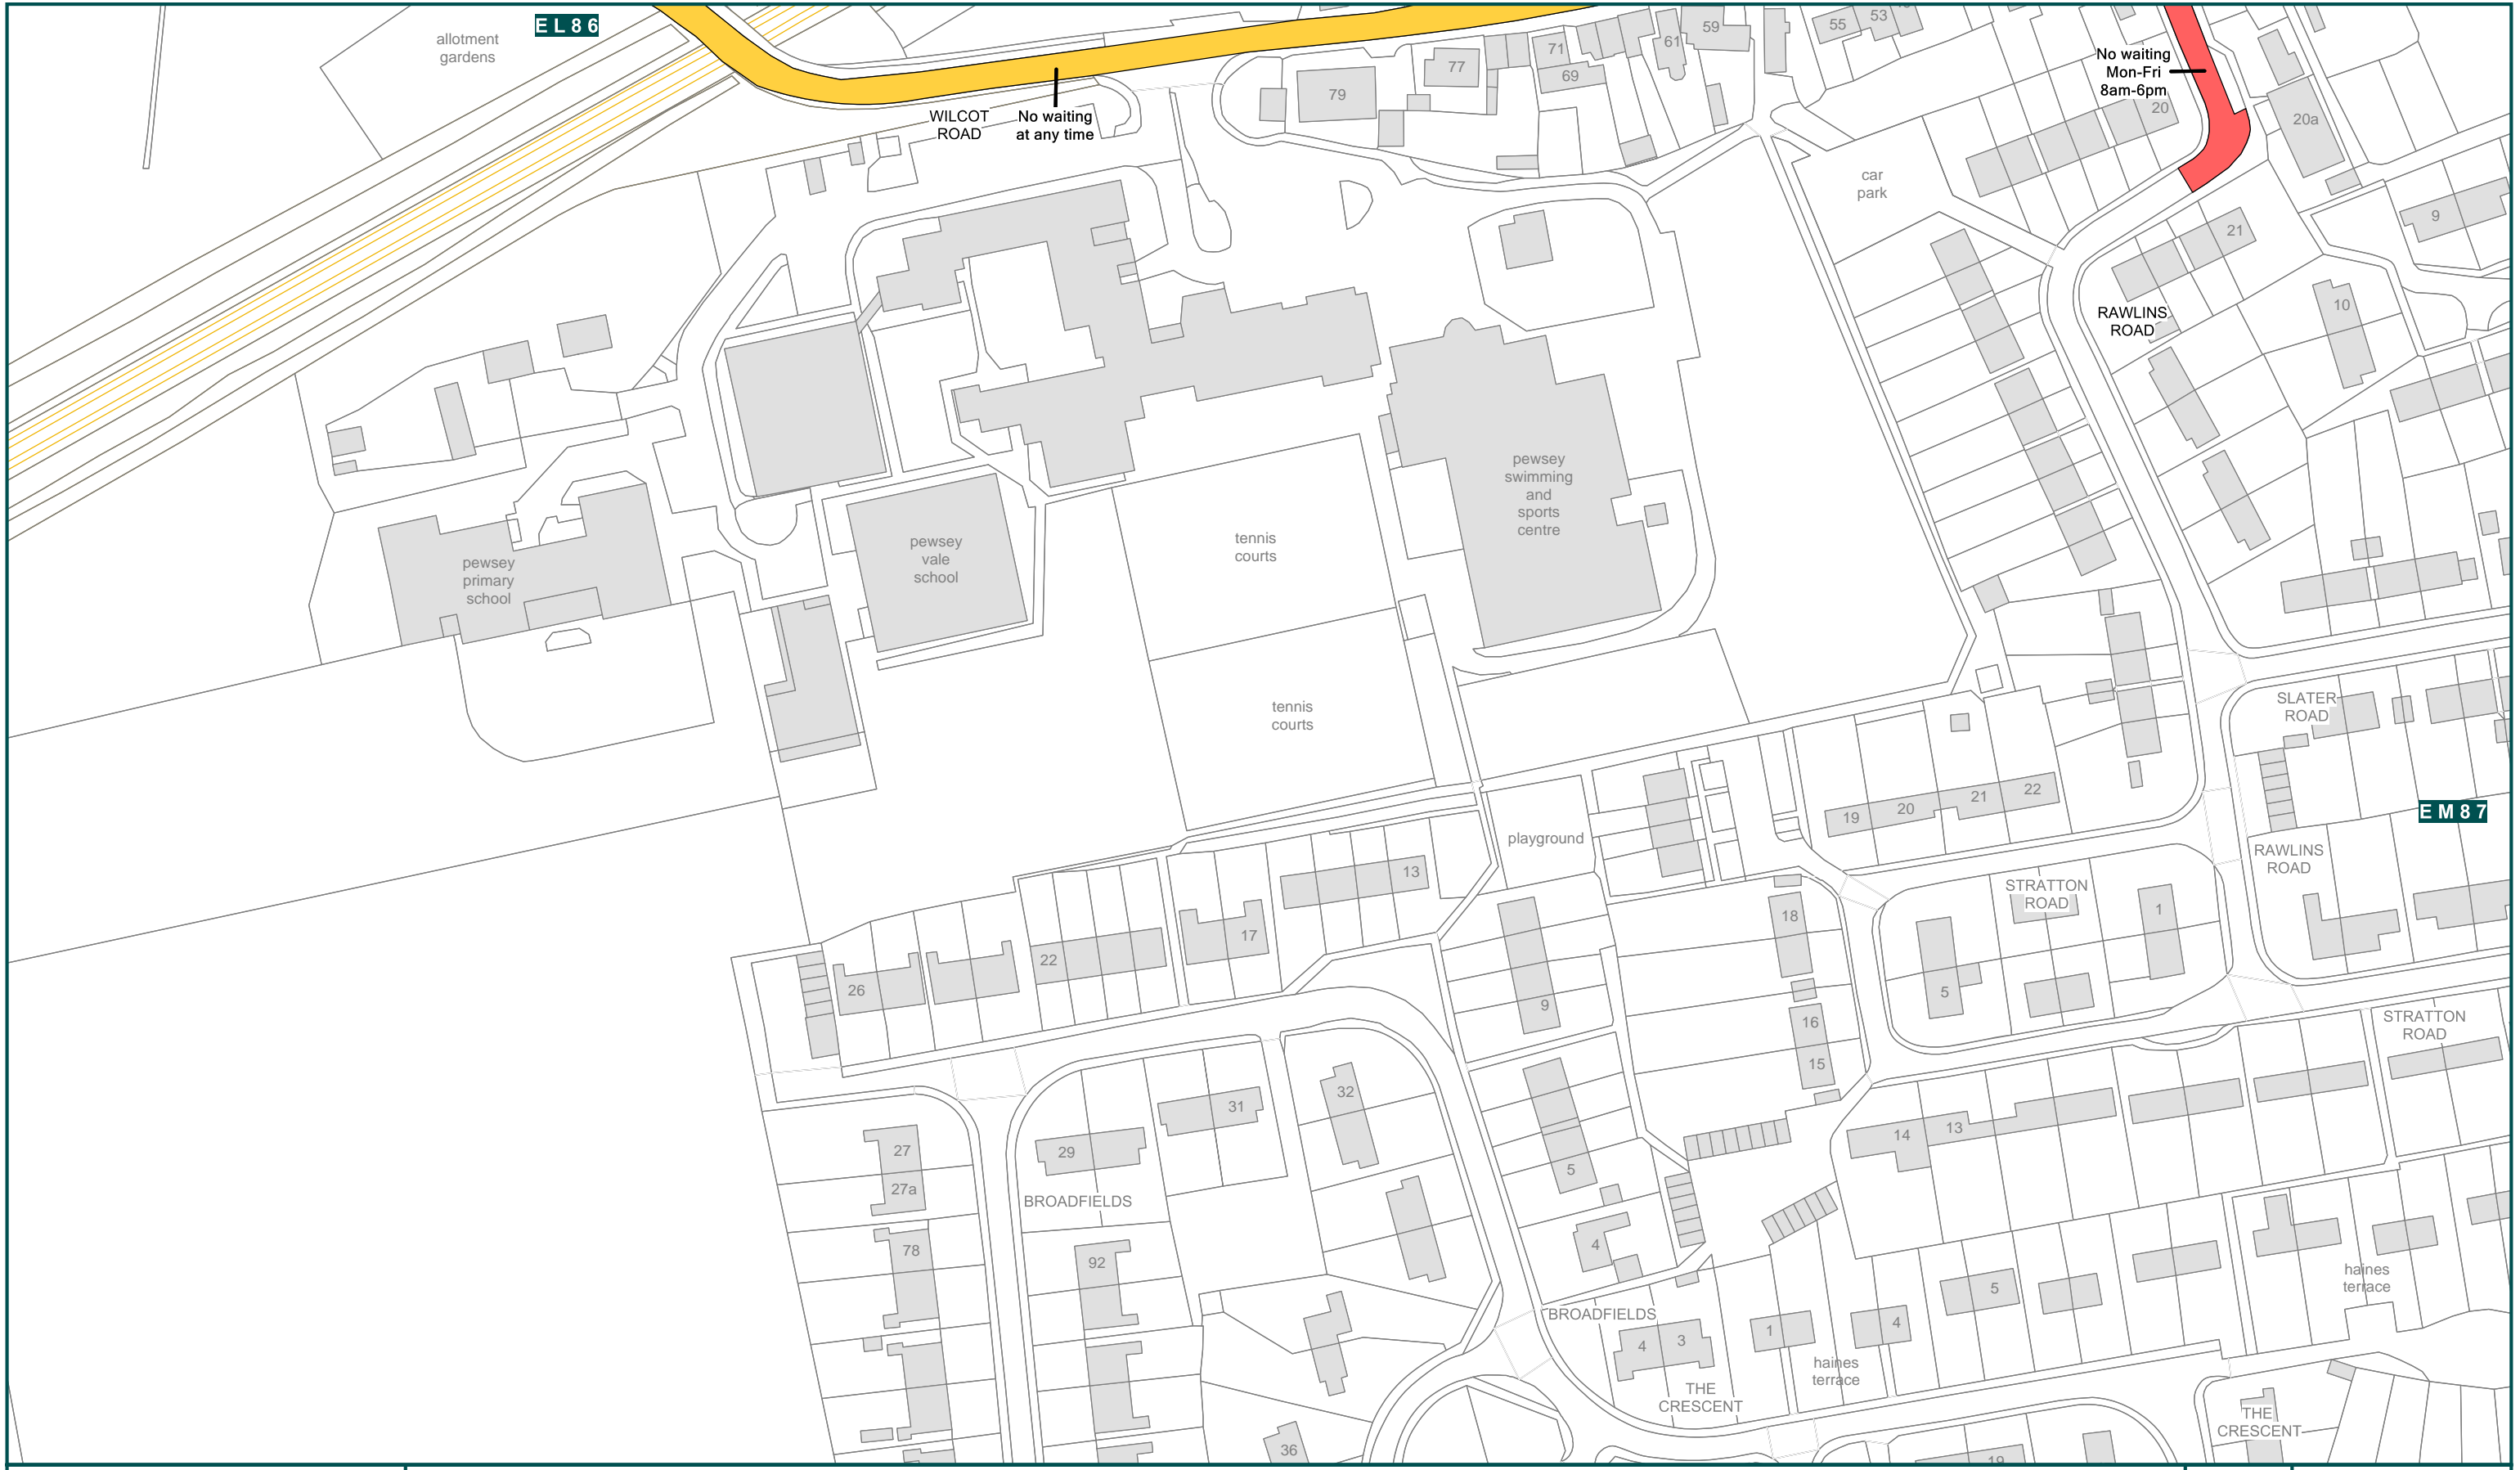 EL86
allotment
gardens
WILCOT
ROAD
No waiting
at any time
79
77
71
69
61
59
55
53
No waiting
Mon-Fri
8am-6pm
20
20a
car
park
9
21
10
RAWLINS
ROAD
pewsey
primary
school
pewsey
vale
school
tennis
courts
tennis
courts
pewsey
swimming
and
sports
centre
SLATER
ROAD
EM87
RAWLINS
ROAD
19
20
21
22
playground
13
17
22
26
18
16
15
9
5
4
STRATTON
ROAD
1
5
STRATTON
ROAD
14
13
27
27a
78
29
31
32
BROADFIELDS
92
36
BROADFIELDS
4
3
THE
CRESCENT
1
4
5
haines
terrace
haines
terrace
THE
CRESCENT
19